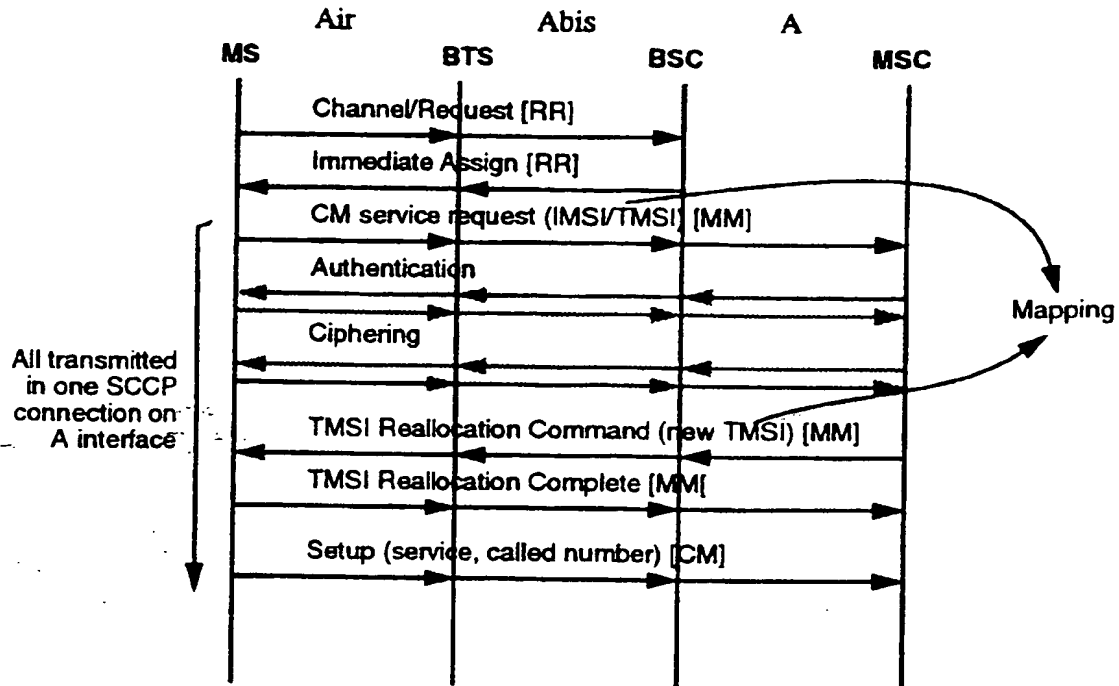 Air Abis A
MS BTS BSC MSC
Channel/Request [RR]
Immediate Assign [RR]
CM service request (IMSI/TMSI) [MM]
Authentication
Mapping
Ciphering
All transmitted
in one SCCP
connection on
A interface
TMSI Reallocation Command (new TMSI) [MM]
TMSI Reallocation Complete [MM[
Setup (service, called number) [CM]